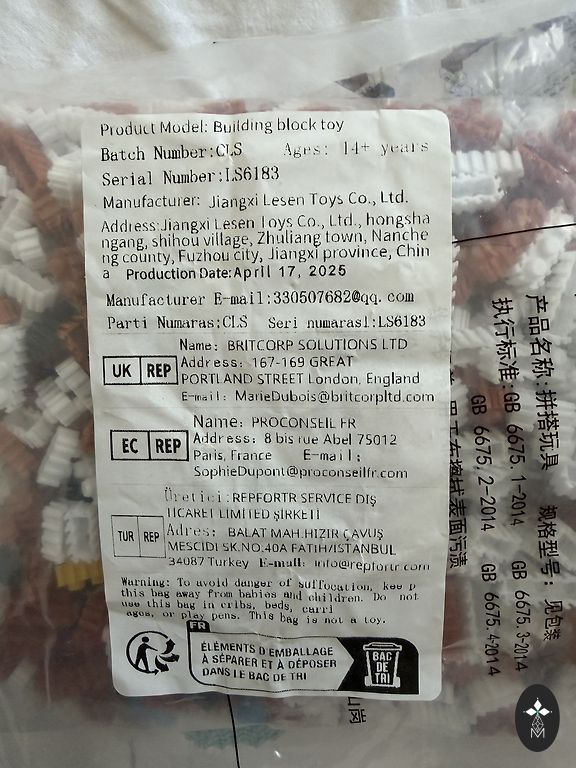 Product Model: Building block toy
Batch Number:CLS Ages: 14+ years
Serial Number:LS6183
Manufacturer: Jiangxi Lesen Toys Co., Ltd.
Address:Jiangxi Lesen Toys Co., Ltd., hongsha
ngang, shihou village, Zhuliang town, Nanche
ng county, Fuzhou city, Jiangxi province, Chin
a Production Date:April 17, 2025
Manufacturer E-mail:330507682@qq.com
Parti Numaras:CLS Seri numarasl:LS6183
UK REP
Name: BRITCORP SOLUTIONS LTD
Address: 167-169 GREAT
PORTLAND STREET London, England
E-mail: MarieDubois@britcorpltd.com
EC REP
Name: PROCONSEIL FR
Address: 8 bis rue Abel 75012
Paris, France E-mail:
SophieDupont@proconseilfr.com
TUR REP
Üretici:REPFORTR SERVICE DIŞ
TICARET LIMITED ŞİRKETİ
Adres: BALAT MAH.HIZIR ÇAVUŞ
MESCIDI SK.NO:40A FATIH/ISTANBUL
34087 Turkey E-mail: info@repfortr.com
Warning: To avoid danger of suffocation, keep p
this bag away from babies and children. Do not
use this bag in cribs, beds, carri
ages, or play pens. This bag is not a toy.
FR
ÉLÉMENTS D'EMBALLAGE
À SÉPARER ET À DÉPOSER
DANS LE BAC DE TRI
BAC
DE
TRI
产品名称:拼搭玩具 规格型号:见包装
执行标准:GB 6675.1-2014 GB 6675.3-2014
GB 6675.2-2014 GB 6675.4-2014
表面污渍
M